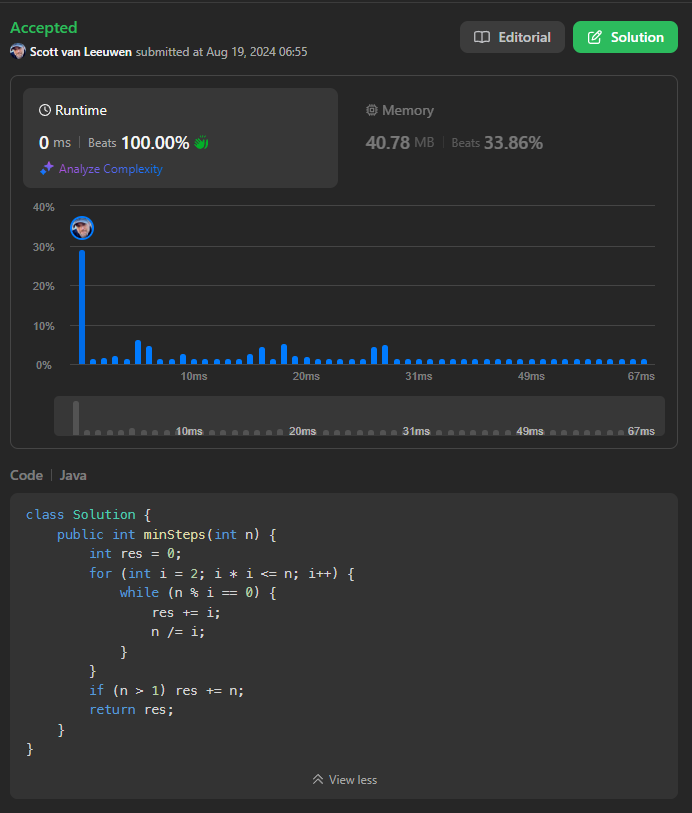 Accepted
Scott van Leeuwen submitted at Aug 19, 2024 06:55
Editorial
Solution
Runtime
0 ms | Beats 100.00%
Analyze Complexity
Memory
40.78 MB | Beats 33.86%
40%
30%
20%
10%
0%
10ms 20ms 31ms 49ms 67ms
10ms 20ms 31ms 49ms 67ms
Code | Java
class Solution {
    public int minSteps(int n) {
        int res = 0;
        for (int i = 2; i * i <= n; i++) {
            while (n % i == 0) {
                res += i;
                n /= i;
            }
        }
        if (n > 1) res += n;
        return res;
    }
}
View less